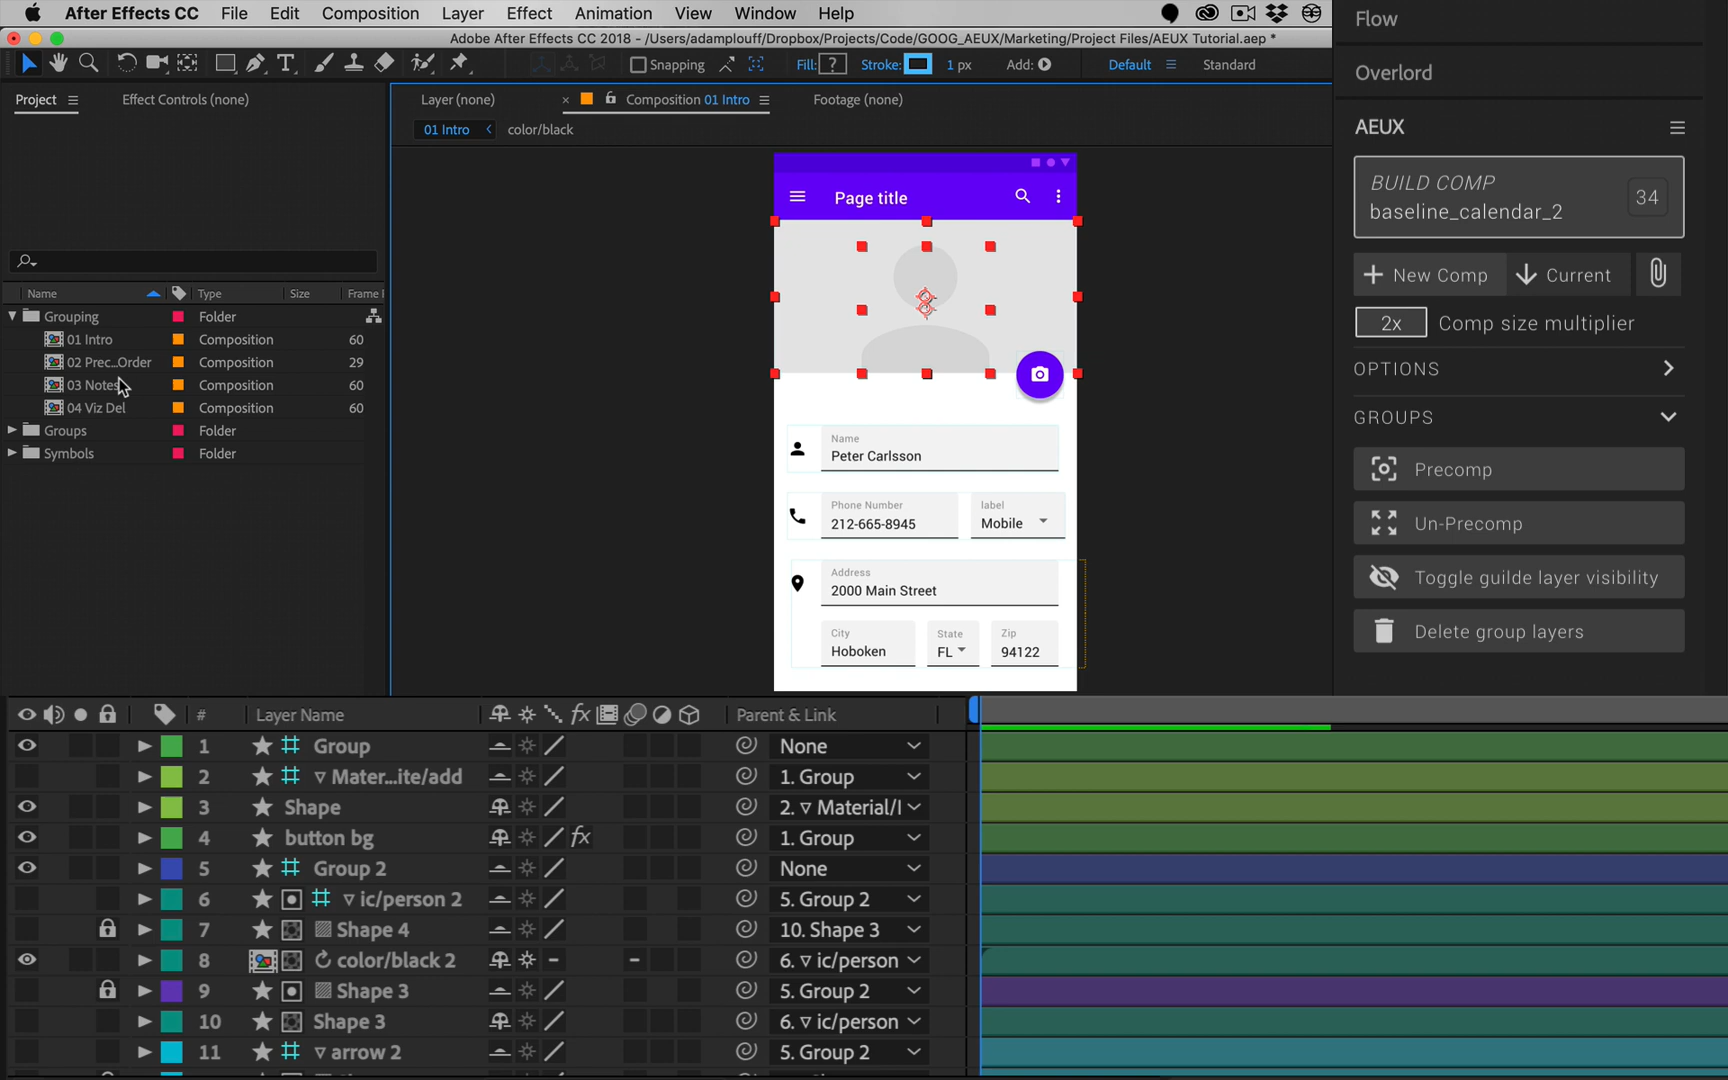 After Effects CC File Edit Composition Layer Effect Animation View Window Help
Adobe After Effects CC 2018 - /Users/adamplouff/Dropbox/Projects/Code/GOOG_AEUX/Marketing/Project Files/AEUX Tutorial.aep *
Snapping Fill: ? Stroke: 1 px Add: Default Standard
Project Effect Controls (none)
Layer (none) Composition 01 Intro Footage (none)
01 Intro color/black
Name Type Size Frame
Grouping Folder
01 Intro Composition 60
02 Prec...Order Composition 29
03 Notes Composition 60
04 Viz Del Composition 60
Groups Folder
Symbols Folder
Page title
Name
Peter Carlsson
Phone Number label
212-665-8945 Mobile
Address
2000 Main Street
City State Zip
Hoboken FL 94122
Flow
Overlord
AEUX
BUILD COMP
baseline_calendar_2 34
New Comp Current
2x Comp size multiplier
OPTIONS
GROUPS
Precomp
Un-Precomp
Toggle guilde layer visibility
Delete group layers
# Layer Name fx Parent & Link
1 Group None
2 Mater...ite/add 1. Group
3 Shape 2. ▿ Material/I
4 button bg fx 1. Group
5 Group 2 None
6 ▿ ic/person 2 5. Group 2
7 Shape 4 10. Shape 3
8 color/black 2 6. ▿ ic/person
9 Shape 3 5. Group 2
10 Shape 3 6. ▿ ic/person
11 ▿ arrow 2 5. Group 2